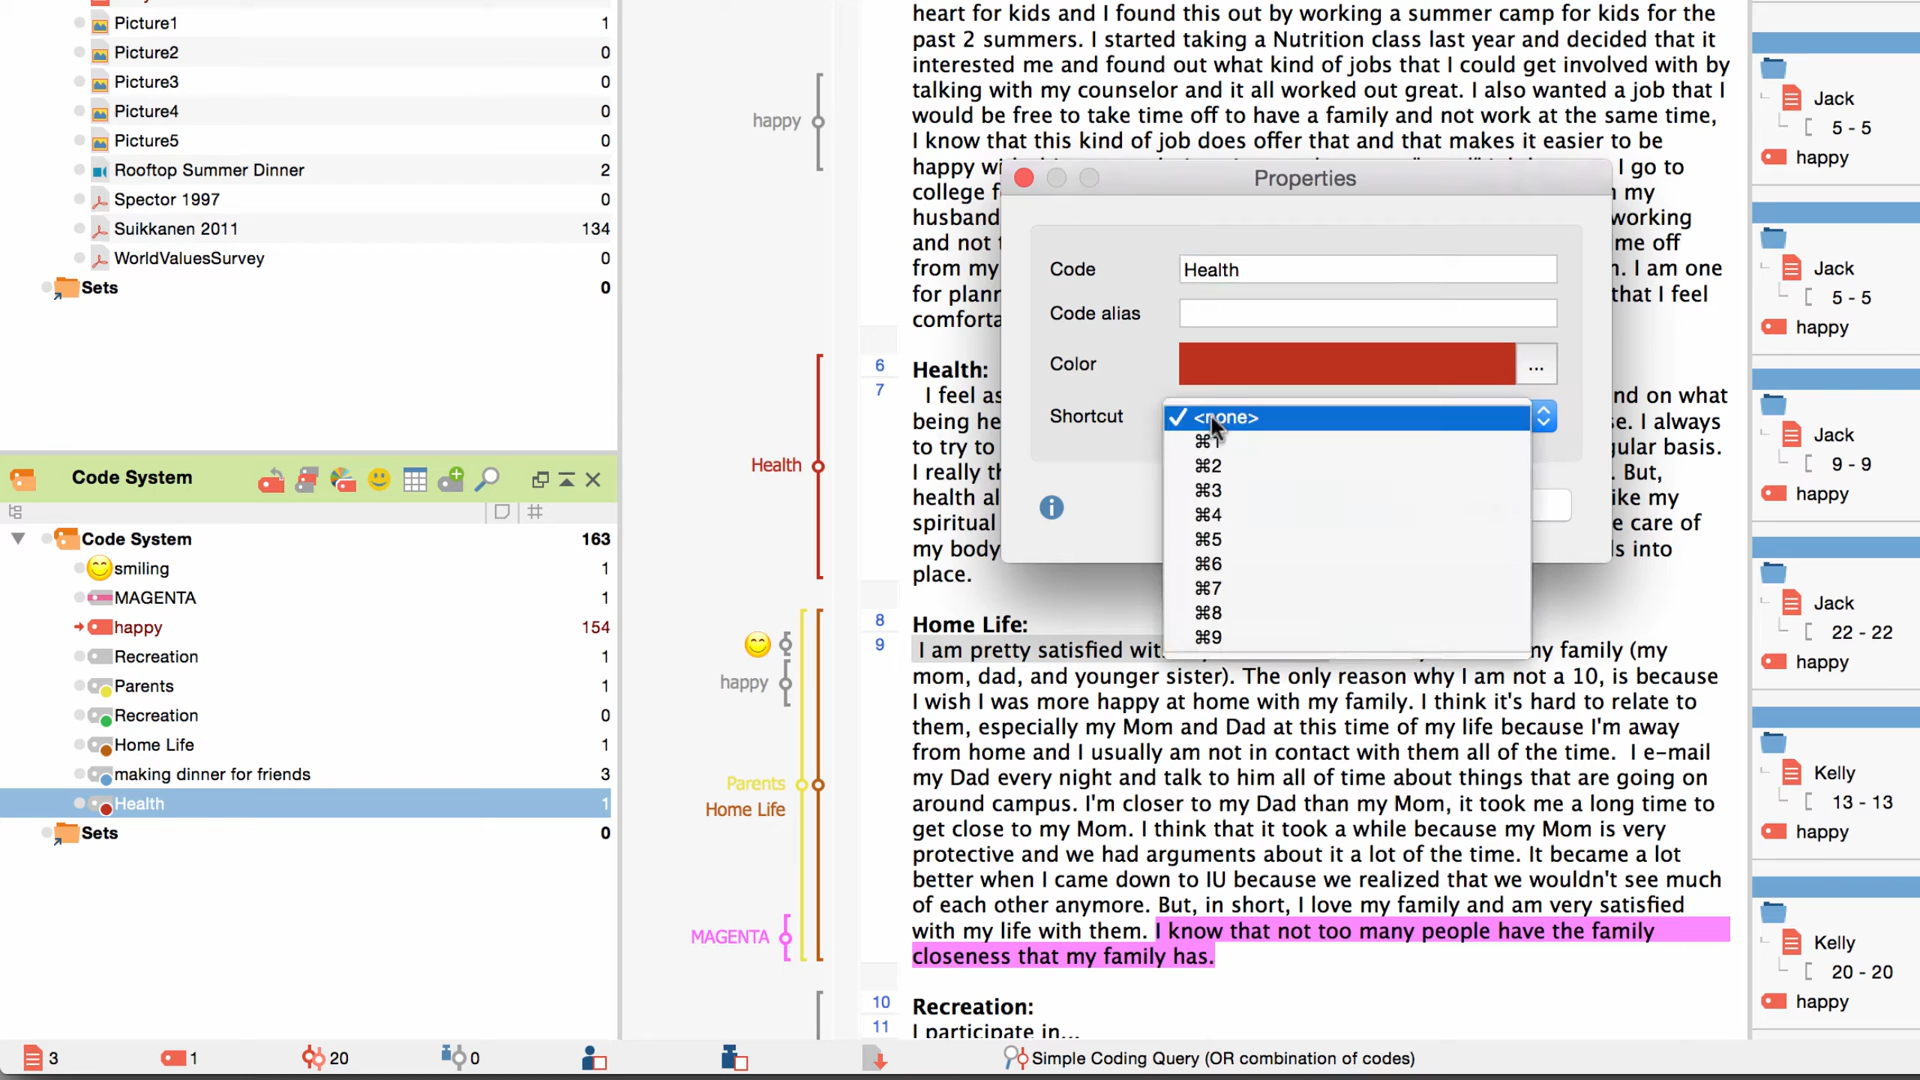 Picture1 1
Picture2 0
Picture3 0
Picture4 0
Picture5 0
Rooftop Summer Dinner 2
Spector 1997 0
Suikkanen 2011 134
WorldValuesSurvey 0
Sets 0
Code System
Code System 163
smiling 1
MAGENTA 1
happy 154
Recreation 1
Parents 1
Recreation 0
Home Life 1
making dinner for friends 3
Health 1
Sets 0
happy
Health
happy
Parents
Home Life
MAGENTA
heart for kids and I found this out by working a summer camp for kids for the
past 2 summers. I started taking a Nutrition class last year and decided that it
interested me and found out what kind of jobs that I could get involved with by
talking with my counselor and it all worked out great. I also wanted a job that I
would be free to take time off to have a family and not work at the same time,
I know that this kind of job does offer that and that makes it easier to be
happy I go to
college my
husband working
and not me off
from my I am one
for plann that I feel
comforta
6 Health:
7 I feel as nd on what
being he se. I always
to try to gular basis.
I really th But,
health al ike my
spiritual e care of
my body s into
place.
8 Home Life:
9 I am pretty satisfied my family (my
mom, dad, and younger sister). The only reason why I am not a 10, is because
I wish I was more happy at home with my family. I think it's hard to relate to
them, especially my Mom and Dad at this time of my life because I'm away
from home and I usually am not in contact with them all of the time. I e-mail
my Dad every night and talk to him all of time about things that are going on
around campus. I'm closer to my Dad than my Mom, it took me a long time to
get close to my Mom. I think that it took a while because my Mom is very
protective and we had arguments about it a lot of the time. It became a lot
better when I came down to IU because we realized that we wouldn't see much
of each other anymore. But, in short, I love my family and am very satisfied
with my life with them. I know that not too many people have the family
closeness that my family has.
10 Recreation:
11 I participate in...
Properties
Code Health
Code alias
Color ...
Shortcut ✓ <none>
⌘1
⌘2
⌘3
⌘4
⌘5
⌘6
⌘7
⌘8
⌘9
Jack
5 - 5
happy
Jack
5 - 5
happy
Jack
9 - 9
happy
Jack
22 - 22
happy
Kelly
13 - 13
happy
Kelly
20 - 20
happy
3 1 20 0 Simple Coding Query (OR combination of codes)